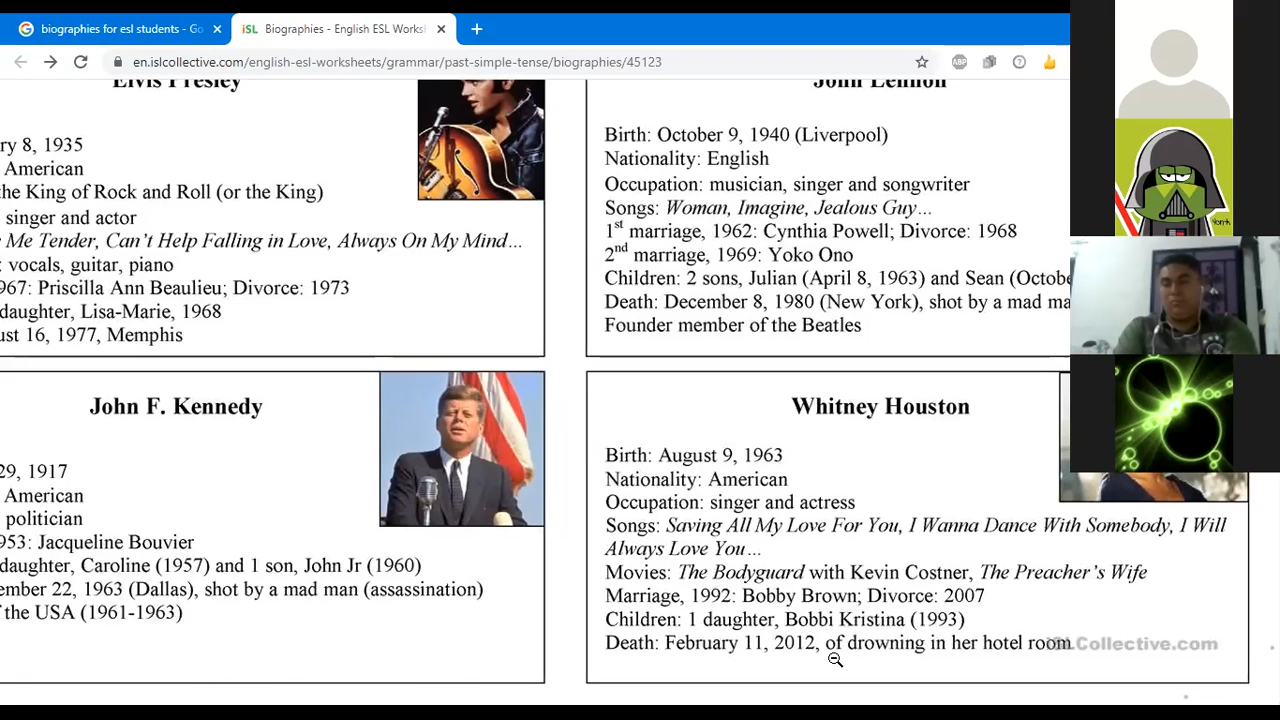 biographies for esl students - Go
iSL Biographies - English ESL Works
en.islcollective.com/english-esl-worksheets/grammar/past-simple-tense/biographies/45123
ABP
Elvis Presley
ry 8, 1935
American
the King of Rock and Roll (or the King)
singer and actor
Me Tender, Can't Help Falling in Love, Always On My Mind...
: vocals, guitar, piano
967: Priscilla Ann Beaulieu; Divorce: 1973
daughter, Lisa-Marie, 1968
ust 16, 1977, Memphis
John Lennon
Birth: October 9, 1940 (Liverpool)
Nationality: English
Occupation: musician, singer and songwriter
Songs: Woman, Imagine, Jealous Guy...
1st marriage, 1962: Cynthia Powell; Divorce: 1968
2nd marriage, 1969: Yoko Ono
Children: 2 sons, Julian (April 8, 1963) and Sean (Octobe
Death: December 8, 1980 (New York), shot by a mad ma
Founder member of the Beatles
John F. Kennedy
29, 1917
American
politician
953: Jacqueline Bouvier
daughter, Caroline (1957) and 1 son, John Jr (1960)
ember 22, 1963 (Dallas), shot by a mad man (assassination)
f the USA (1961-1963)
Whitney Houston
Birth: August 9, 1963
Nationality: American
Occupation: singer and actress
Songs: Saving All My Love For You, I Wanna Dance With Somebody, I Will
Always Love You...
Movies: The Bodyguard with Kevin Costner, The Preacher's Wife
Marriage, 1992: Bobby Brown; Divorce: 2007
Children: 1 daughter, Bobbi Kristina (1993)
Death: February 11, 2012, of drowning in her hotel room
iSLCollective.com